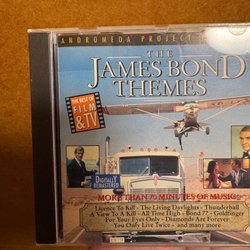 ANDROMEDA PROJECT
THE
JAMES BOND
THEMES
THE BEST OF
FILM
& TV
DIGITALLY
REMASTERED
MORE THAN 70 MINUTES OF MUSIC
Licence To Kill - The Living Daylights - Thunderball
A View To A Kill - All Time High - Bond 77 - Goldfinger
For Your Eyes Only - Diamonds Are Forever
You Only Live Twice - and many more